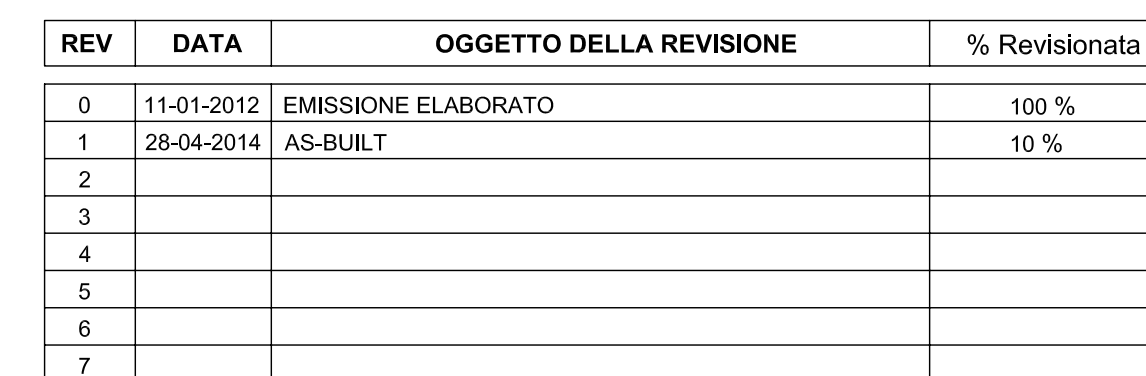 REV DATA OGGETTO DELLA REVISIONE % Revisionata
0 11-01-2012 EMISSIONE ELABORATO 100 %
1 28-04-2014 AS-BUILT 10 %
2
3
4
5
6
7